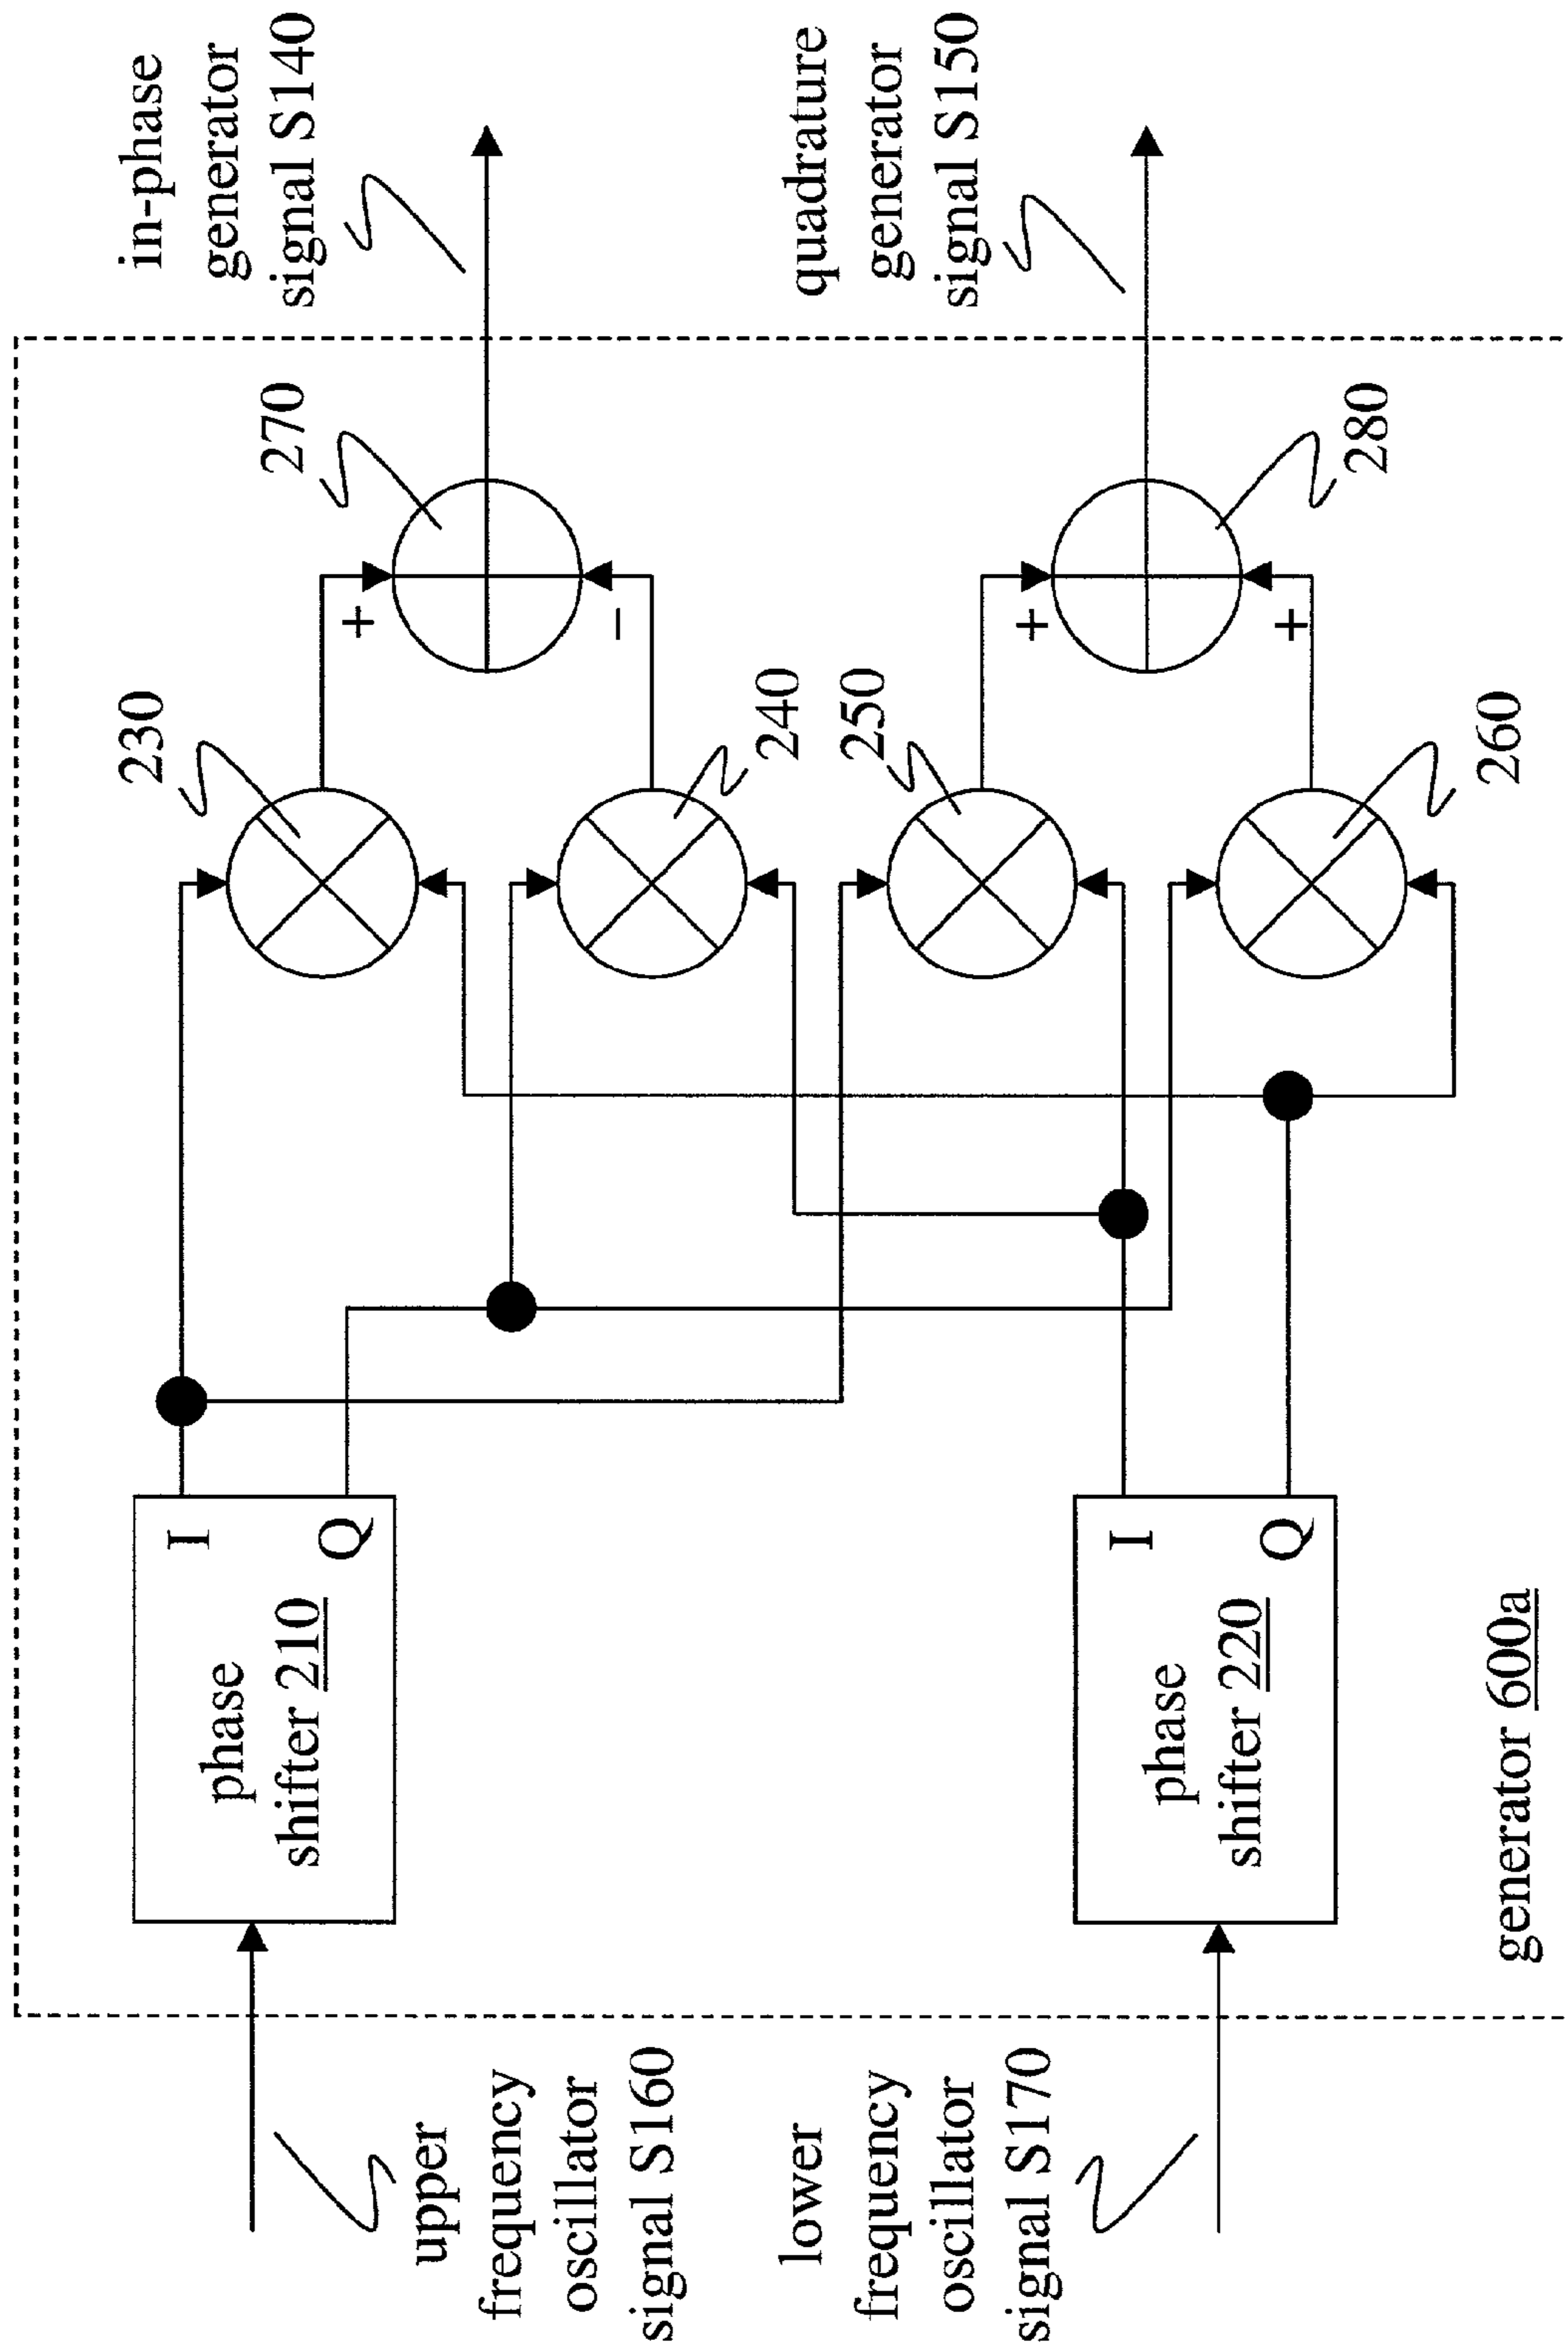 upper
frequency
oscillator
signal S160
lower
frequency
oscillator
signal S170
phase
shifter 210
I
Q
phase
shifter 220
I
Q
generator 600a
230
240
250
260
+
−
+
+
270
280
in-phase
generator
signal S140
quadrature
generator
signal S150